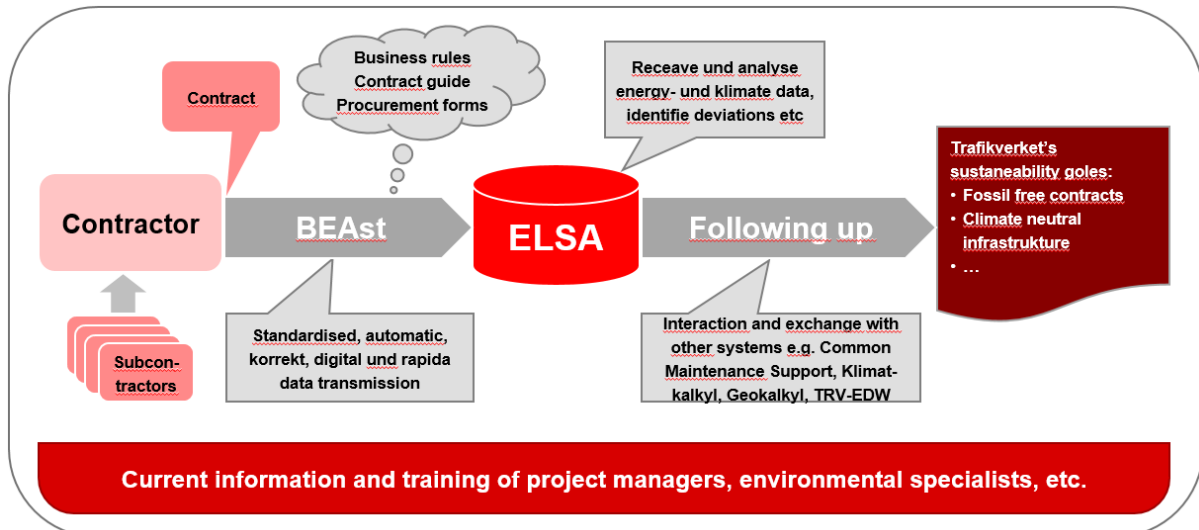 Business rules
Contract guide
Procurement forms
Receave und analyse
energy- und klimate data,
identifie deviations etc
Contract
Contractor
BEAst
ELSA
Following up
Trafikverket's
sustaneability goles:
• Fossil free contracts
• Climate neutral
infrastrukture
• ...
Subcon-
tractors
Standardised, automatic,
korrekt, digital und rapida
data transmission
Interaction and exchange with
other systems e.g. Common
Maintenance Support, Klimat-
kalkyl, Geokalkyl, TRV-EDW
Current information and training of project managers, environmental specialists, etc.